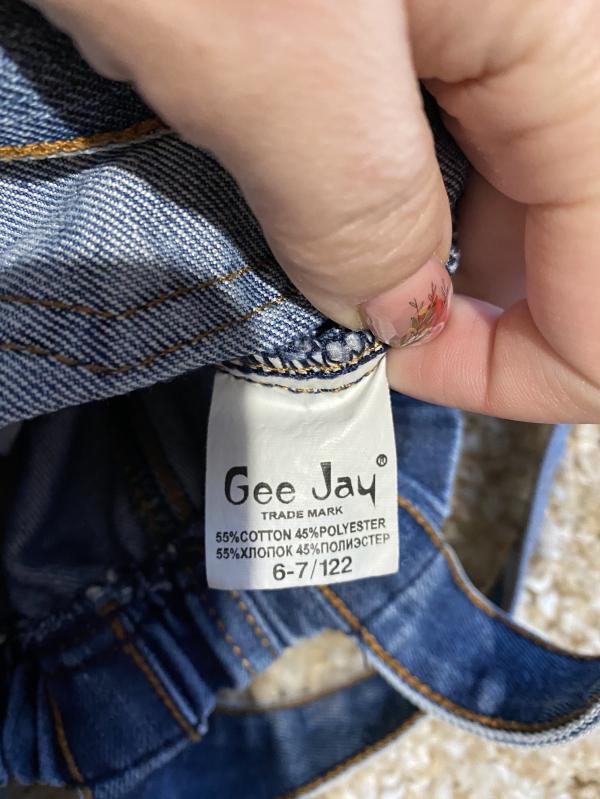 Gee Jay®
TRADE MARK
55%COTTON 45%POLYESTER
55%ХЛОПОК 45%ПОЛИЭСТЕР
6-7/122